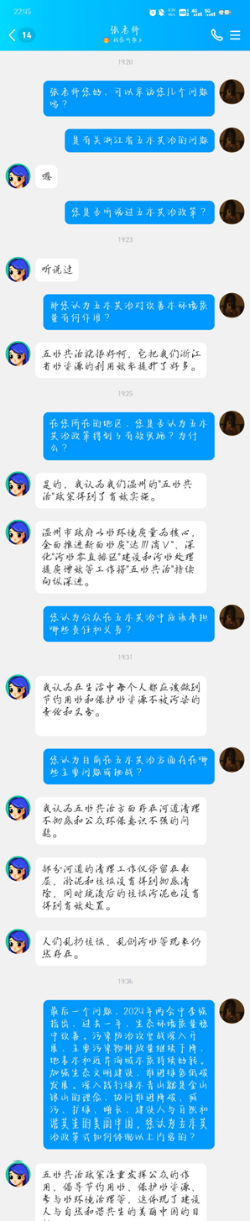 22:45
14
张老师
19:20
张老师您好，可以采访您几个问题
吗？
是有关浙江省五水共治的问题
嗯
您是否听说过五水共治政策？
19:23
听说过
那您认为五水共治对改善水环境质
量有何作用？
五水共治就很好啊，它把我们浙江
省水资源的利用效率提升了好多。
19:25
在您所在的地区，您是否认为五水
共治政策得到了有效实施？为什
么？
是的，我认为我们温州的“五水共
治”政策得到了有效实施。
温州市政府以水环境质量为核心，
全面推进新面水质“达Ⅲ消Ⅴ”、深
化“污水零直排区”建设和污水处理
提质增效等工作将“五水共治”持续
向纵深进。
您认为公众在五水共治中应该承担
哪些责任和义务？
19:31
我认为在生活中每个人都应该做到
节约用水和保护水资源不被污染的
责任和义务。
您认为目前在五水共治方面存在哪
些主要问题或挑战？
我认为五水共治方面存在河道清理
不彻底和公众环保意识不强的问
题。
部分河道的清理工作仅停留在表
层，淤泥和垃圾没有得到彻底清
除，同时疏浚后的垃圾污泥也没有
得到有效处置。
人们乱扔垃圾、乱倒污水等现象仍
然存在。
19:36
最后一个问题，2024年两会中李强
指出，过去一年，生态环境质量稳
中改善。污染防治攻坚战深入开
展，主要污染物排放量继续下降，
地表水和近岸海域水质持续好转。
加强生态文明建设，推进绿色低碳
发展。深入践行绿水青山就是金山
银山的理念，协同推进降碳、减
污、扩绿、增长，建设人与自然和
谐共生的美丽中国。您认为五水共
治政策或如何体现以上内容的？
五水共治政策注重发挥公众的作
用，倡导节约用水、保护水资源、
参与水环境治理等，这体现了建设
人与自然和谐共生的美丽中国的目